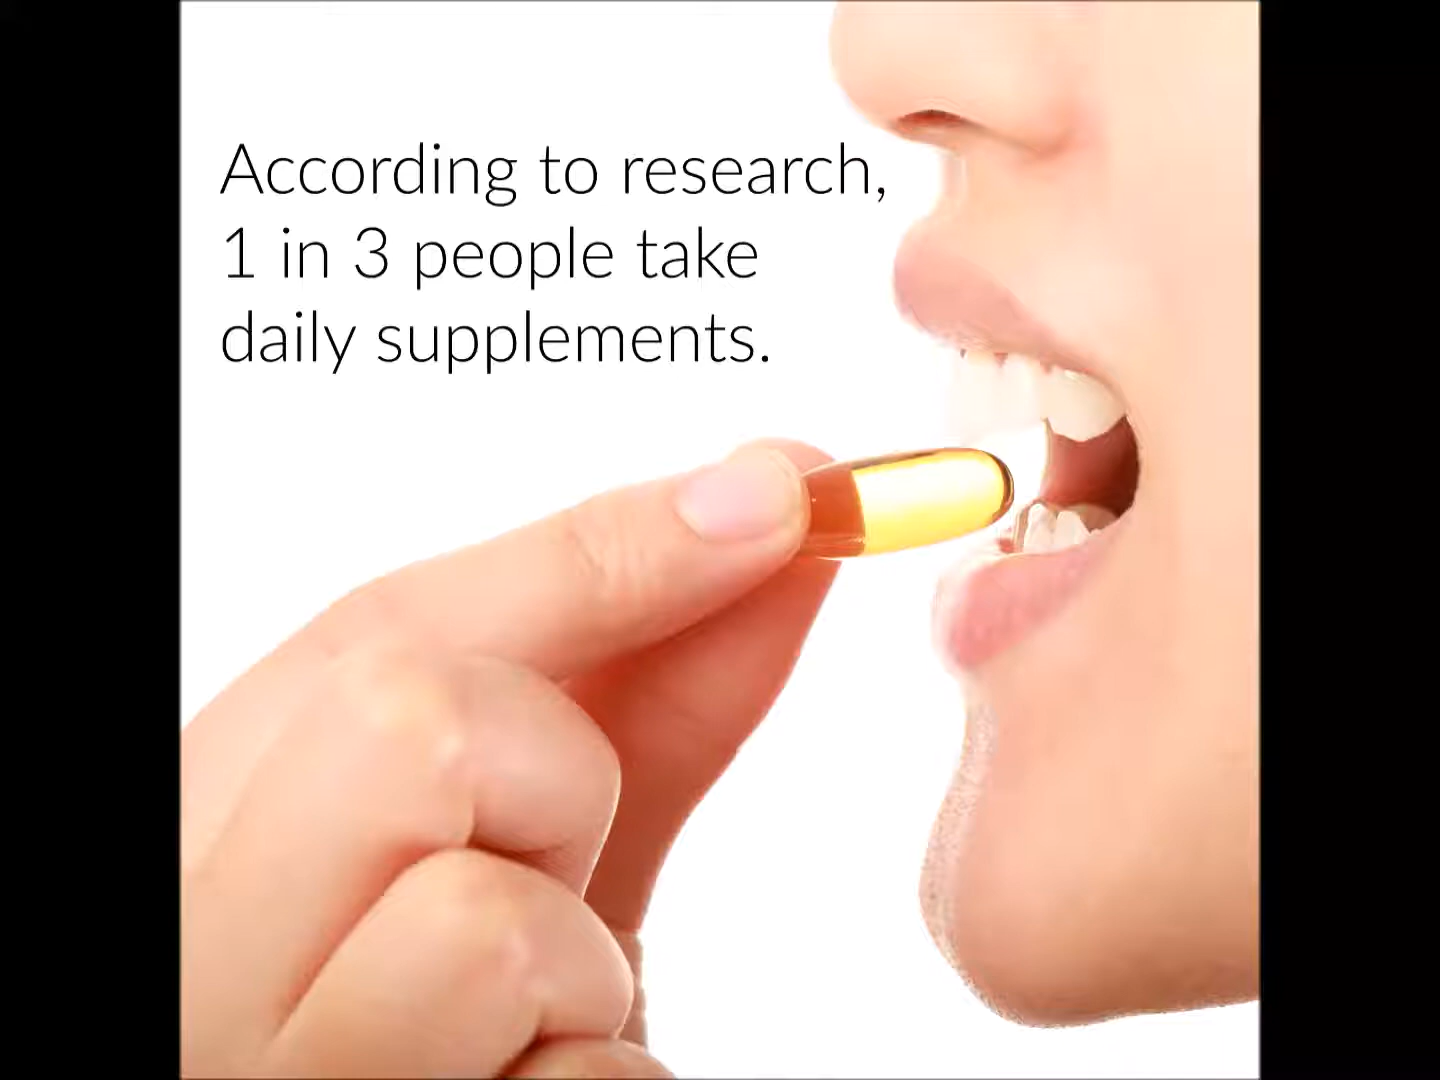 According to research,
1 in 3 people take
daily supplements.